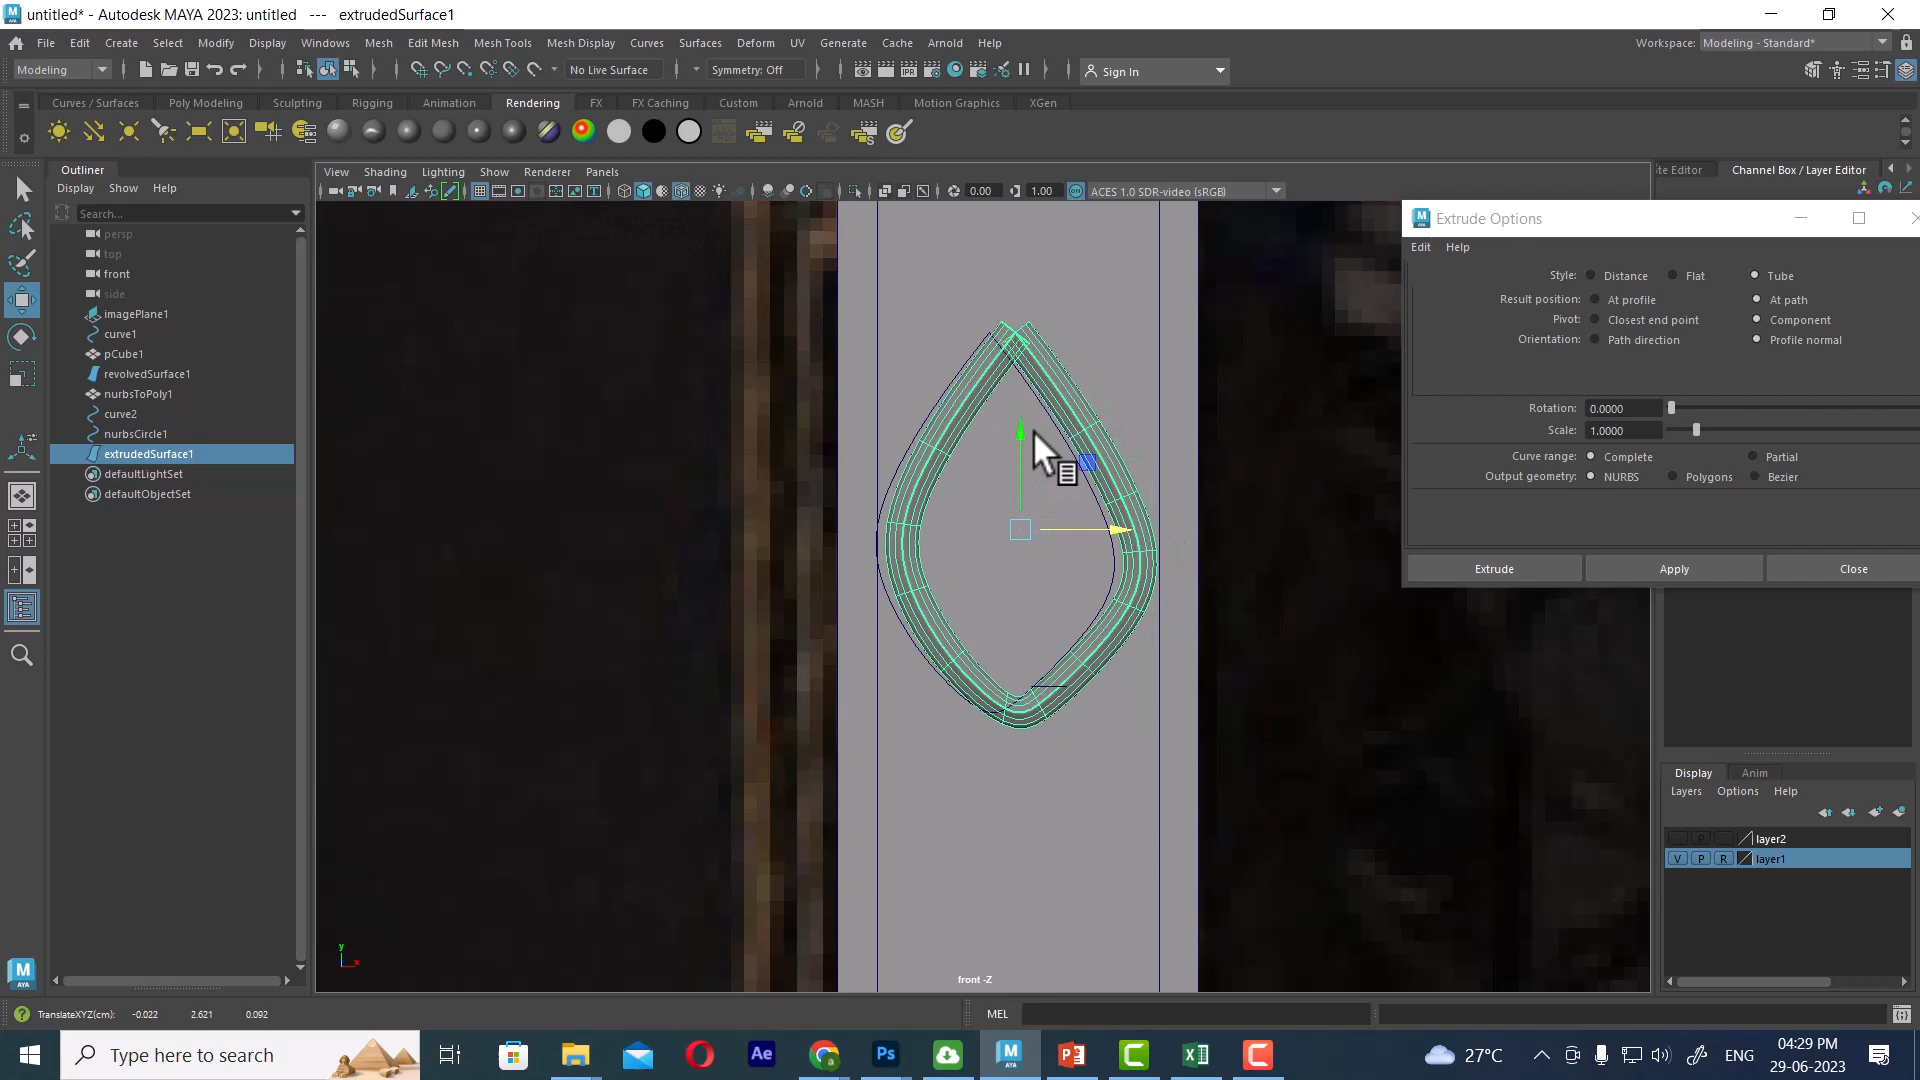 untitled* - Autodesk MAYA 2023: untitled --- extrudedSurface1
File Edit Create Select Modify Display Windows Mesh Edit Mesh Mesh Tools Mesh Display Curves Surfaces Deform UV Generate Cache Arnold Help
Workspace: Modeling - Standard*
Modeling No Live Surface Symmetry: Off Sign In
Curves / Surfaces Poly Modeling Sculpting Rigging Animation Rendering FX FX Caching Custom Arnold MASH Motion Graphics XGen
IPR
Outliner
Display Show Help
Search...
persp
top
front
side
imagePlane1
curve1
pCube1
revolvedSurface1
nurbsToPoly1
curve2
nurbsCircle1
extrudedSurface1
defaultLightSet
defaultObjectSet
View Shading Lighting Show Renderer Panels
0.00 1.00 ACES 1.0 SDR-video (sRGB)
te Editor Channel Box / Layer Editor
Extrude Options
Edit Help
Style: Distance Flat Tube
Result position: At profile At path
Pivot: Closest end point Component
Orientation: Path direction Profile normal
Rotation: 0.0000
Scale: 1.0000
Curve range: Complete Partial
Output geometry: NURBS Polygons Bezier
Extrude Apply Close
Display Anim
Layers Options Help
P layer2
V P R layer1
y
x
front -Z
TranslateXYZ(cm): -0.022 2.621 0.092
MEL
Type here to search
27°C
ENG
04:29 PM
29-06-2023